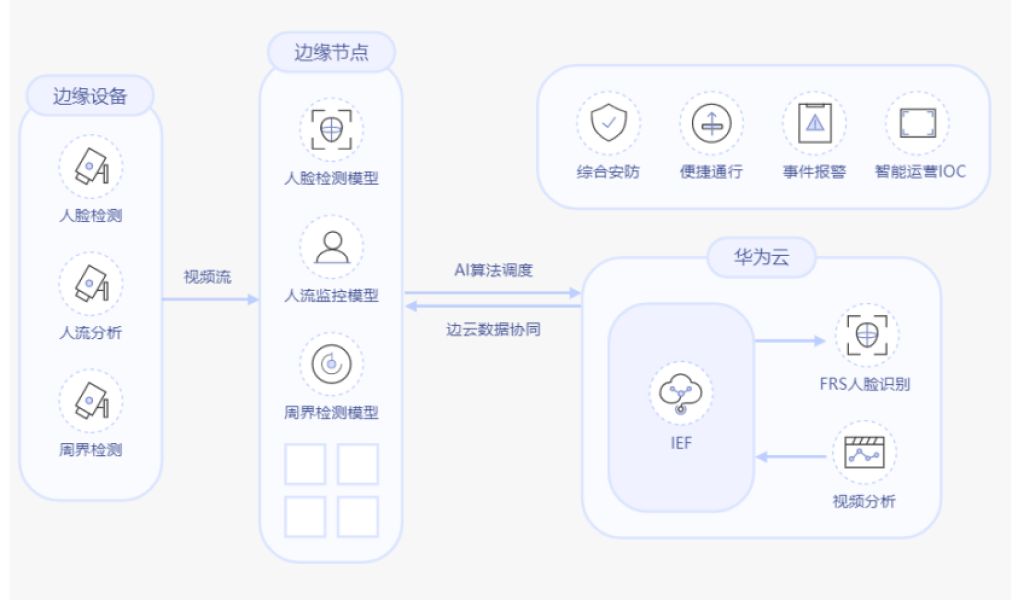 边缘设备
人脸检测
人流分析
周界检测
视频流
边缘节点
人脸检测模型
人流监控模型
周界检测模型
AI算法调度
边云数据协同
综合安防
便捷通行
事件报警
智能运营IOC
华为云
IEF
FRS人脸识别
视频分析